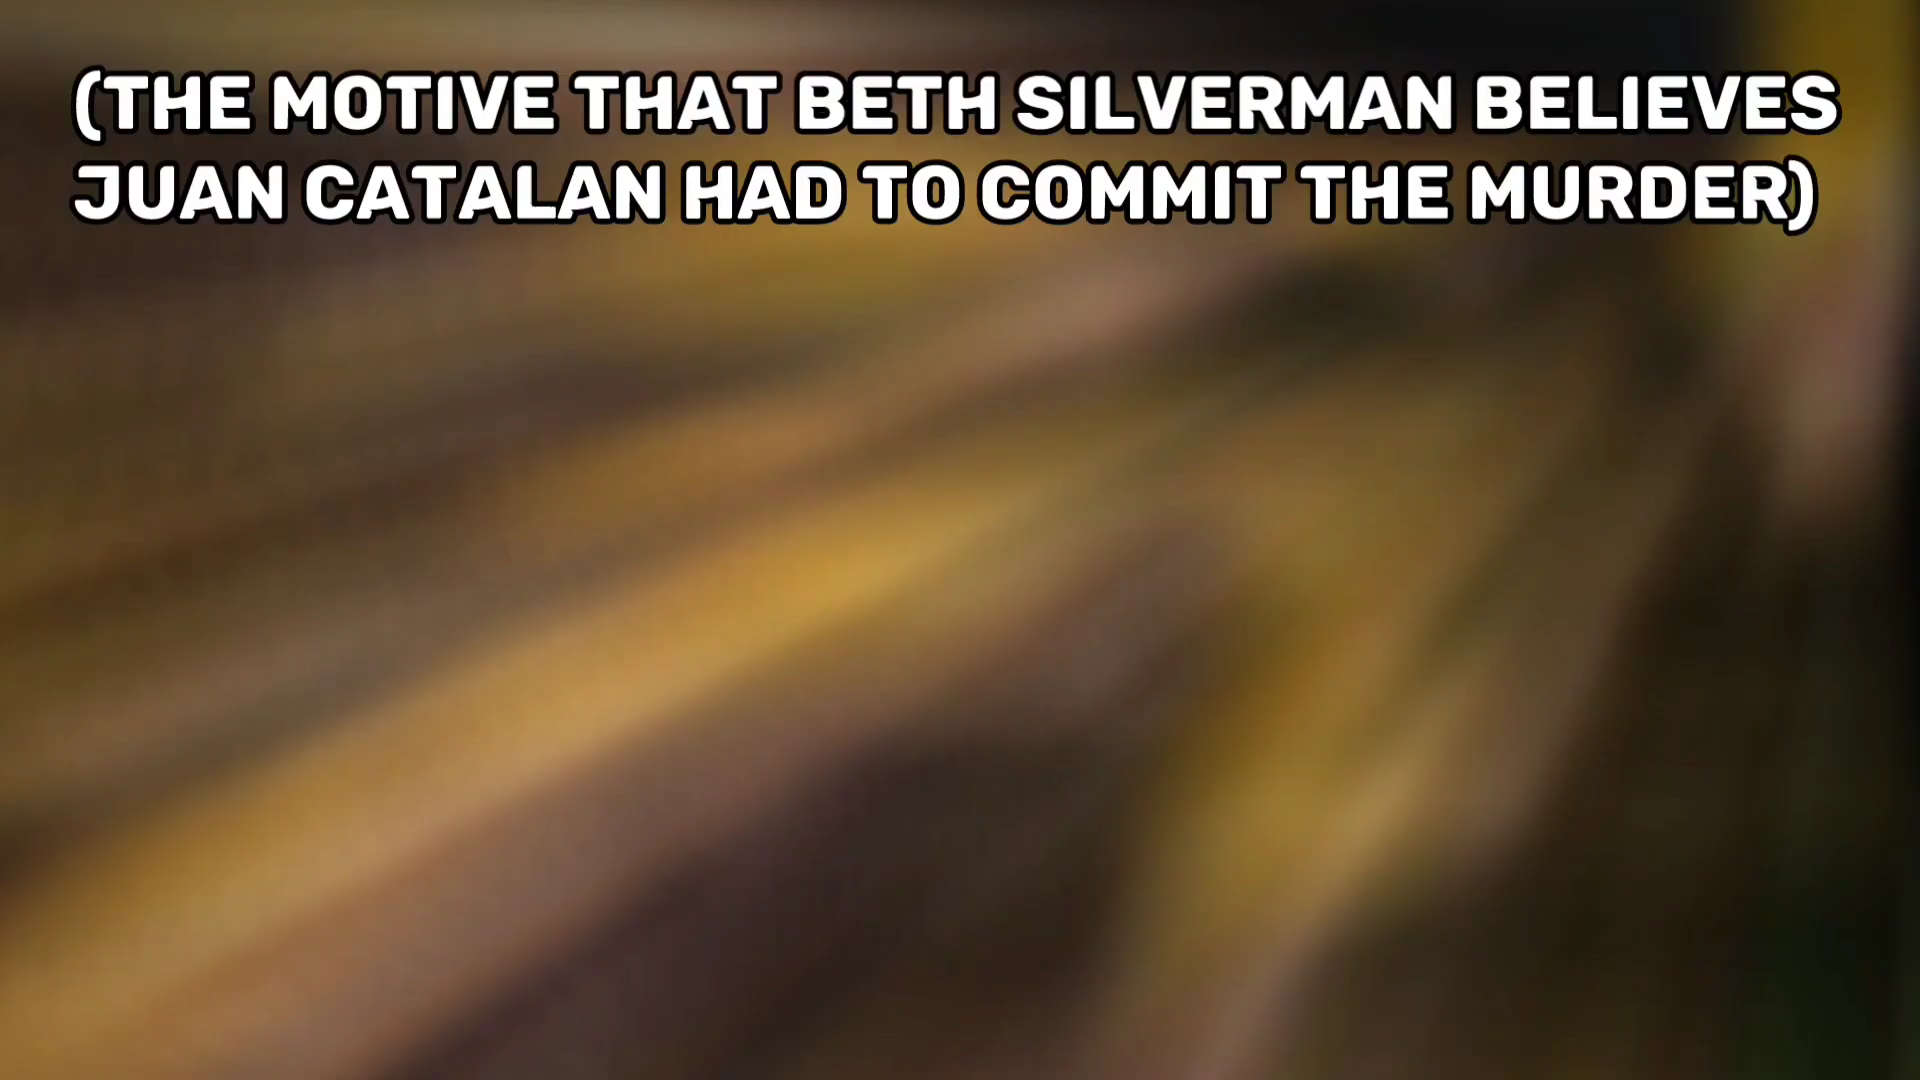 (THE MOTIVE THAT BETH SILVERMAN BELIEVES
JUAN CATALAN HAD TO COMMIT THE MURDER)